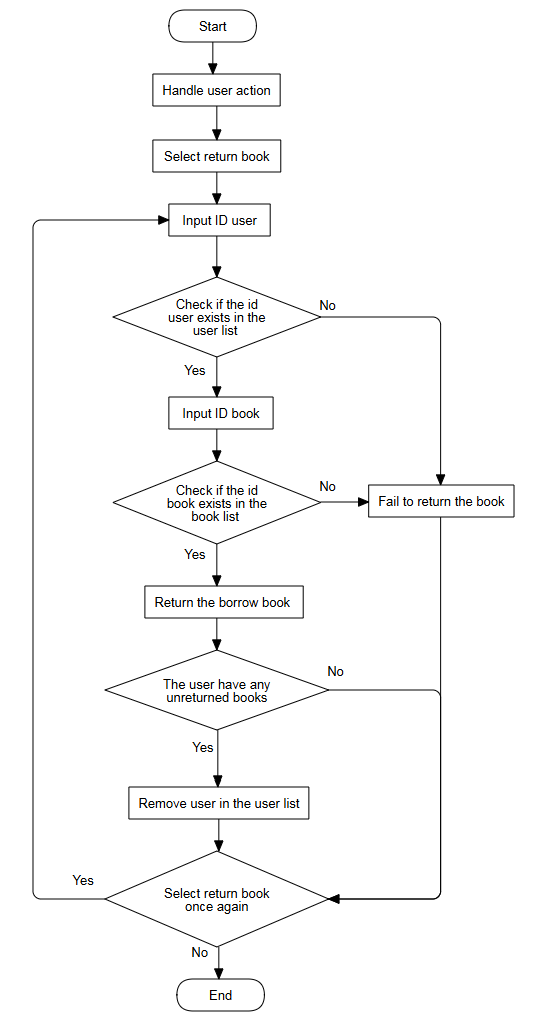 Start
Handle user action
Select return book
Input ID user
Check if the id
user exists in the
user list
No
Yes
Input ID book
Check if the id
book exists in the
book list
No
Fail to return the book
Yes
Return the borrow book
The user have any
unreturned books
No
Yes
Remove user in the user list
Yes
Select return book
once again
No
End